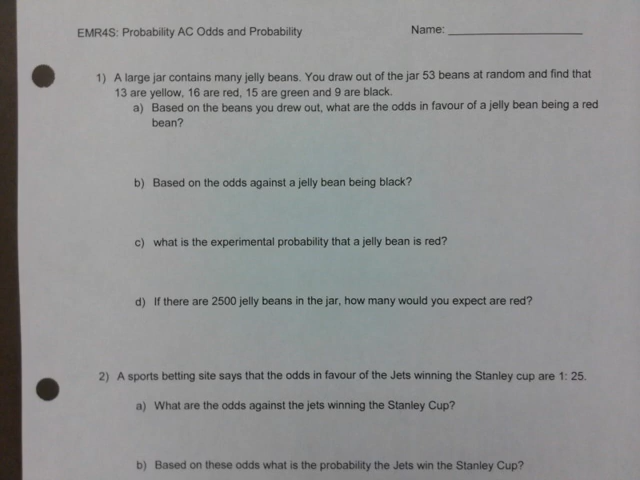 EMR4S: Probability AC Odds and Probability Name:
1) A large jar contains many jelly beans. You draw out of the jar 53 beans at random and find that
13 are yellow, 16 are red, 15 are green and 9 are black.
a) Based on the beans you drew out, what are the odds in favour of a jelly bean being a red
bean?
b) Based on the odds against a jelly bean being black?
c) what is the experimental probability that a jelly bean is red?
d) If there are 2500 jelly beans in the jar, how many would you expect are red?
2) A sports betting site says that the odds in favour of the Jets winning the Stanley cup are 1: 25.
a) What are the odds against the jets winning the Stanley Cup?
b) Based on these odds what is the probability the Jets win the Stanley Cup?